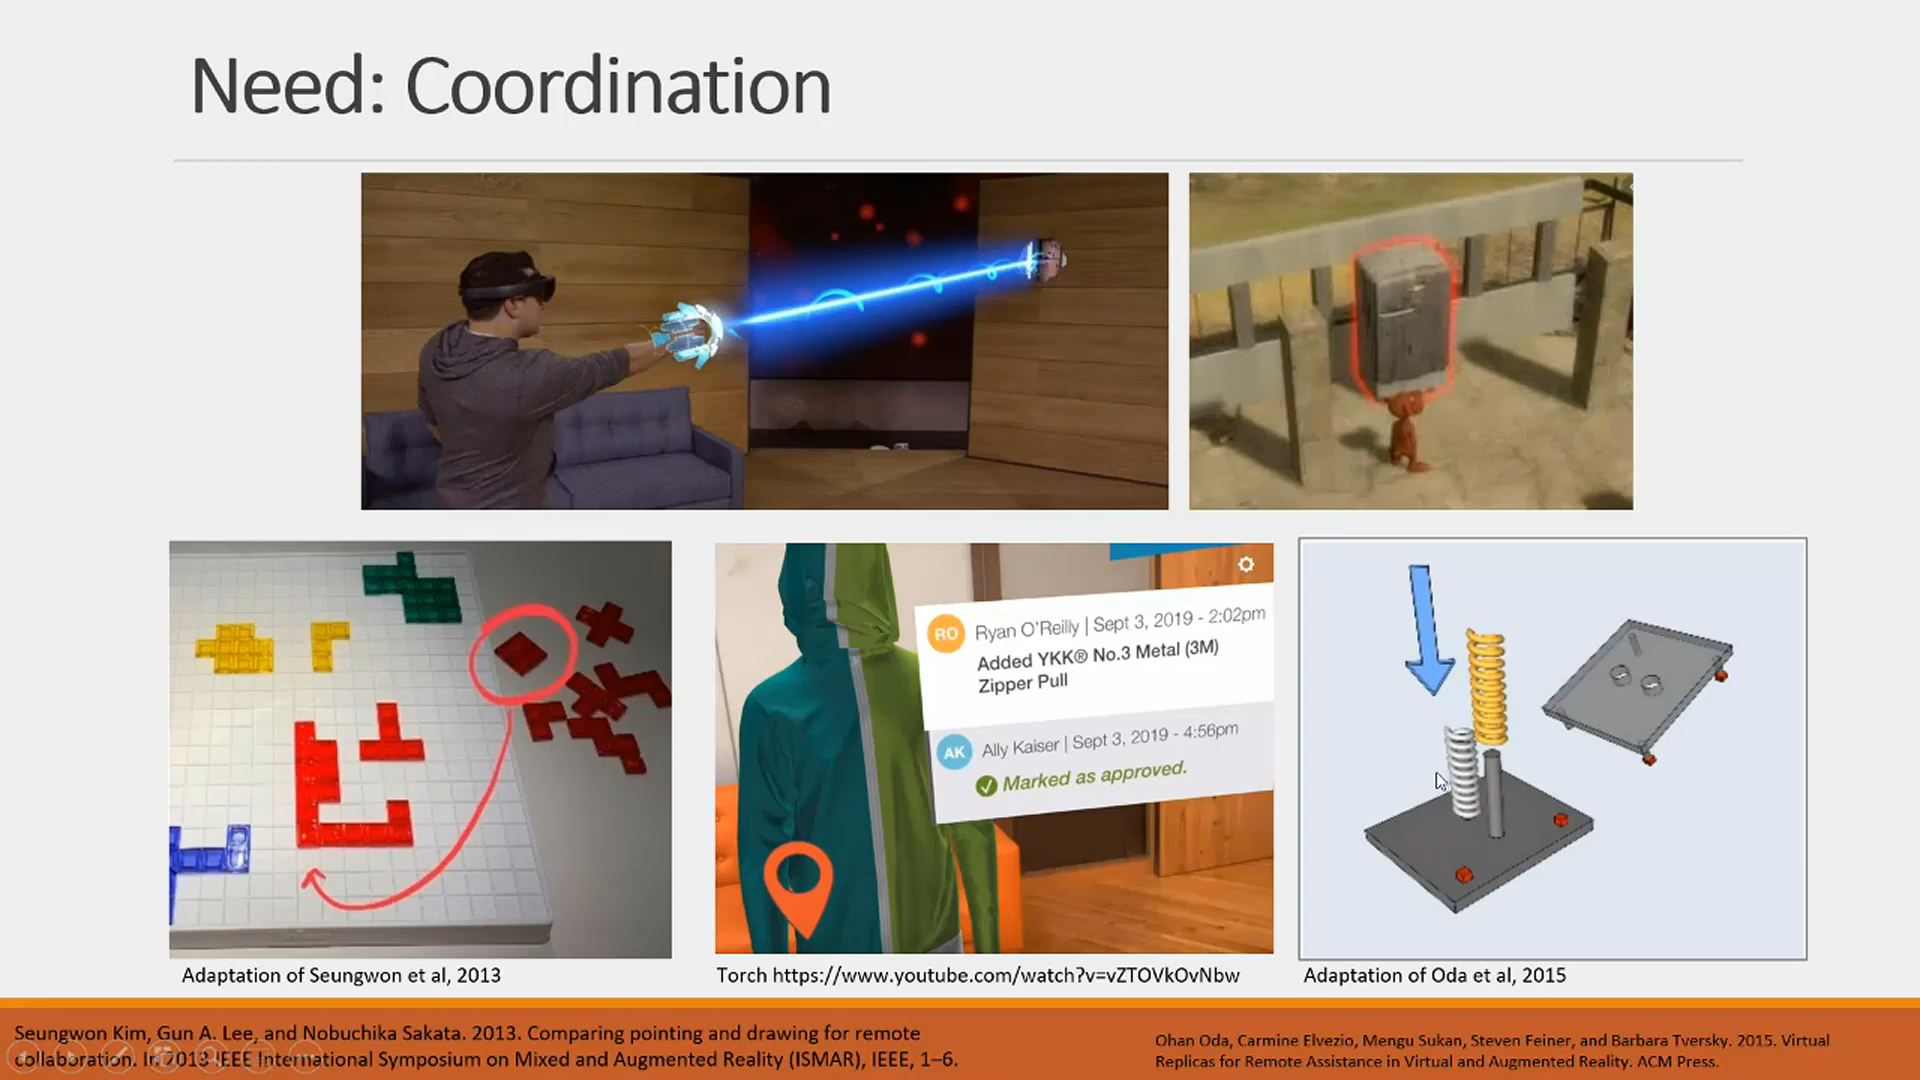 Need: Coordination
RO Ryan O'Reilly | Sept 3, 2019 - 2:02pm
Added YKK® No.3 Metal (3M)
Zipper Pull
AK Ally Kaiser | Sept 3, 2019 - 4:56pm
Marked as approved.
Adaptation of Seungwon et al, 2013
Torch https://www.youtube.com/watch?v=vZTOVkOvNbw
Adaptation of Oda et al, 2015
Seungwon Kim, Gun A. Lee, and Nobuchika Sakata. 2013. Comparing pointing and drawing for remote
collaboration. In 2013 IEEE International Symposium on Mixed and Augmented Reality (ISMAR), IEEE, 1–6.
Ohan Oda, Carmine Elvezio, Mengu Sukan, Steven Feiner, and Barbara Tversky. 2015. Virtual
Replicas for Remote Assistance in Virtual and Augmented Reality. ACM Press.